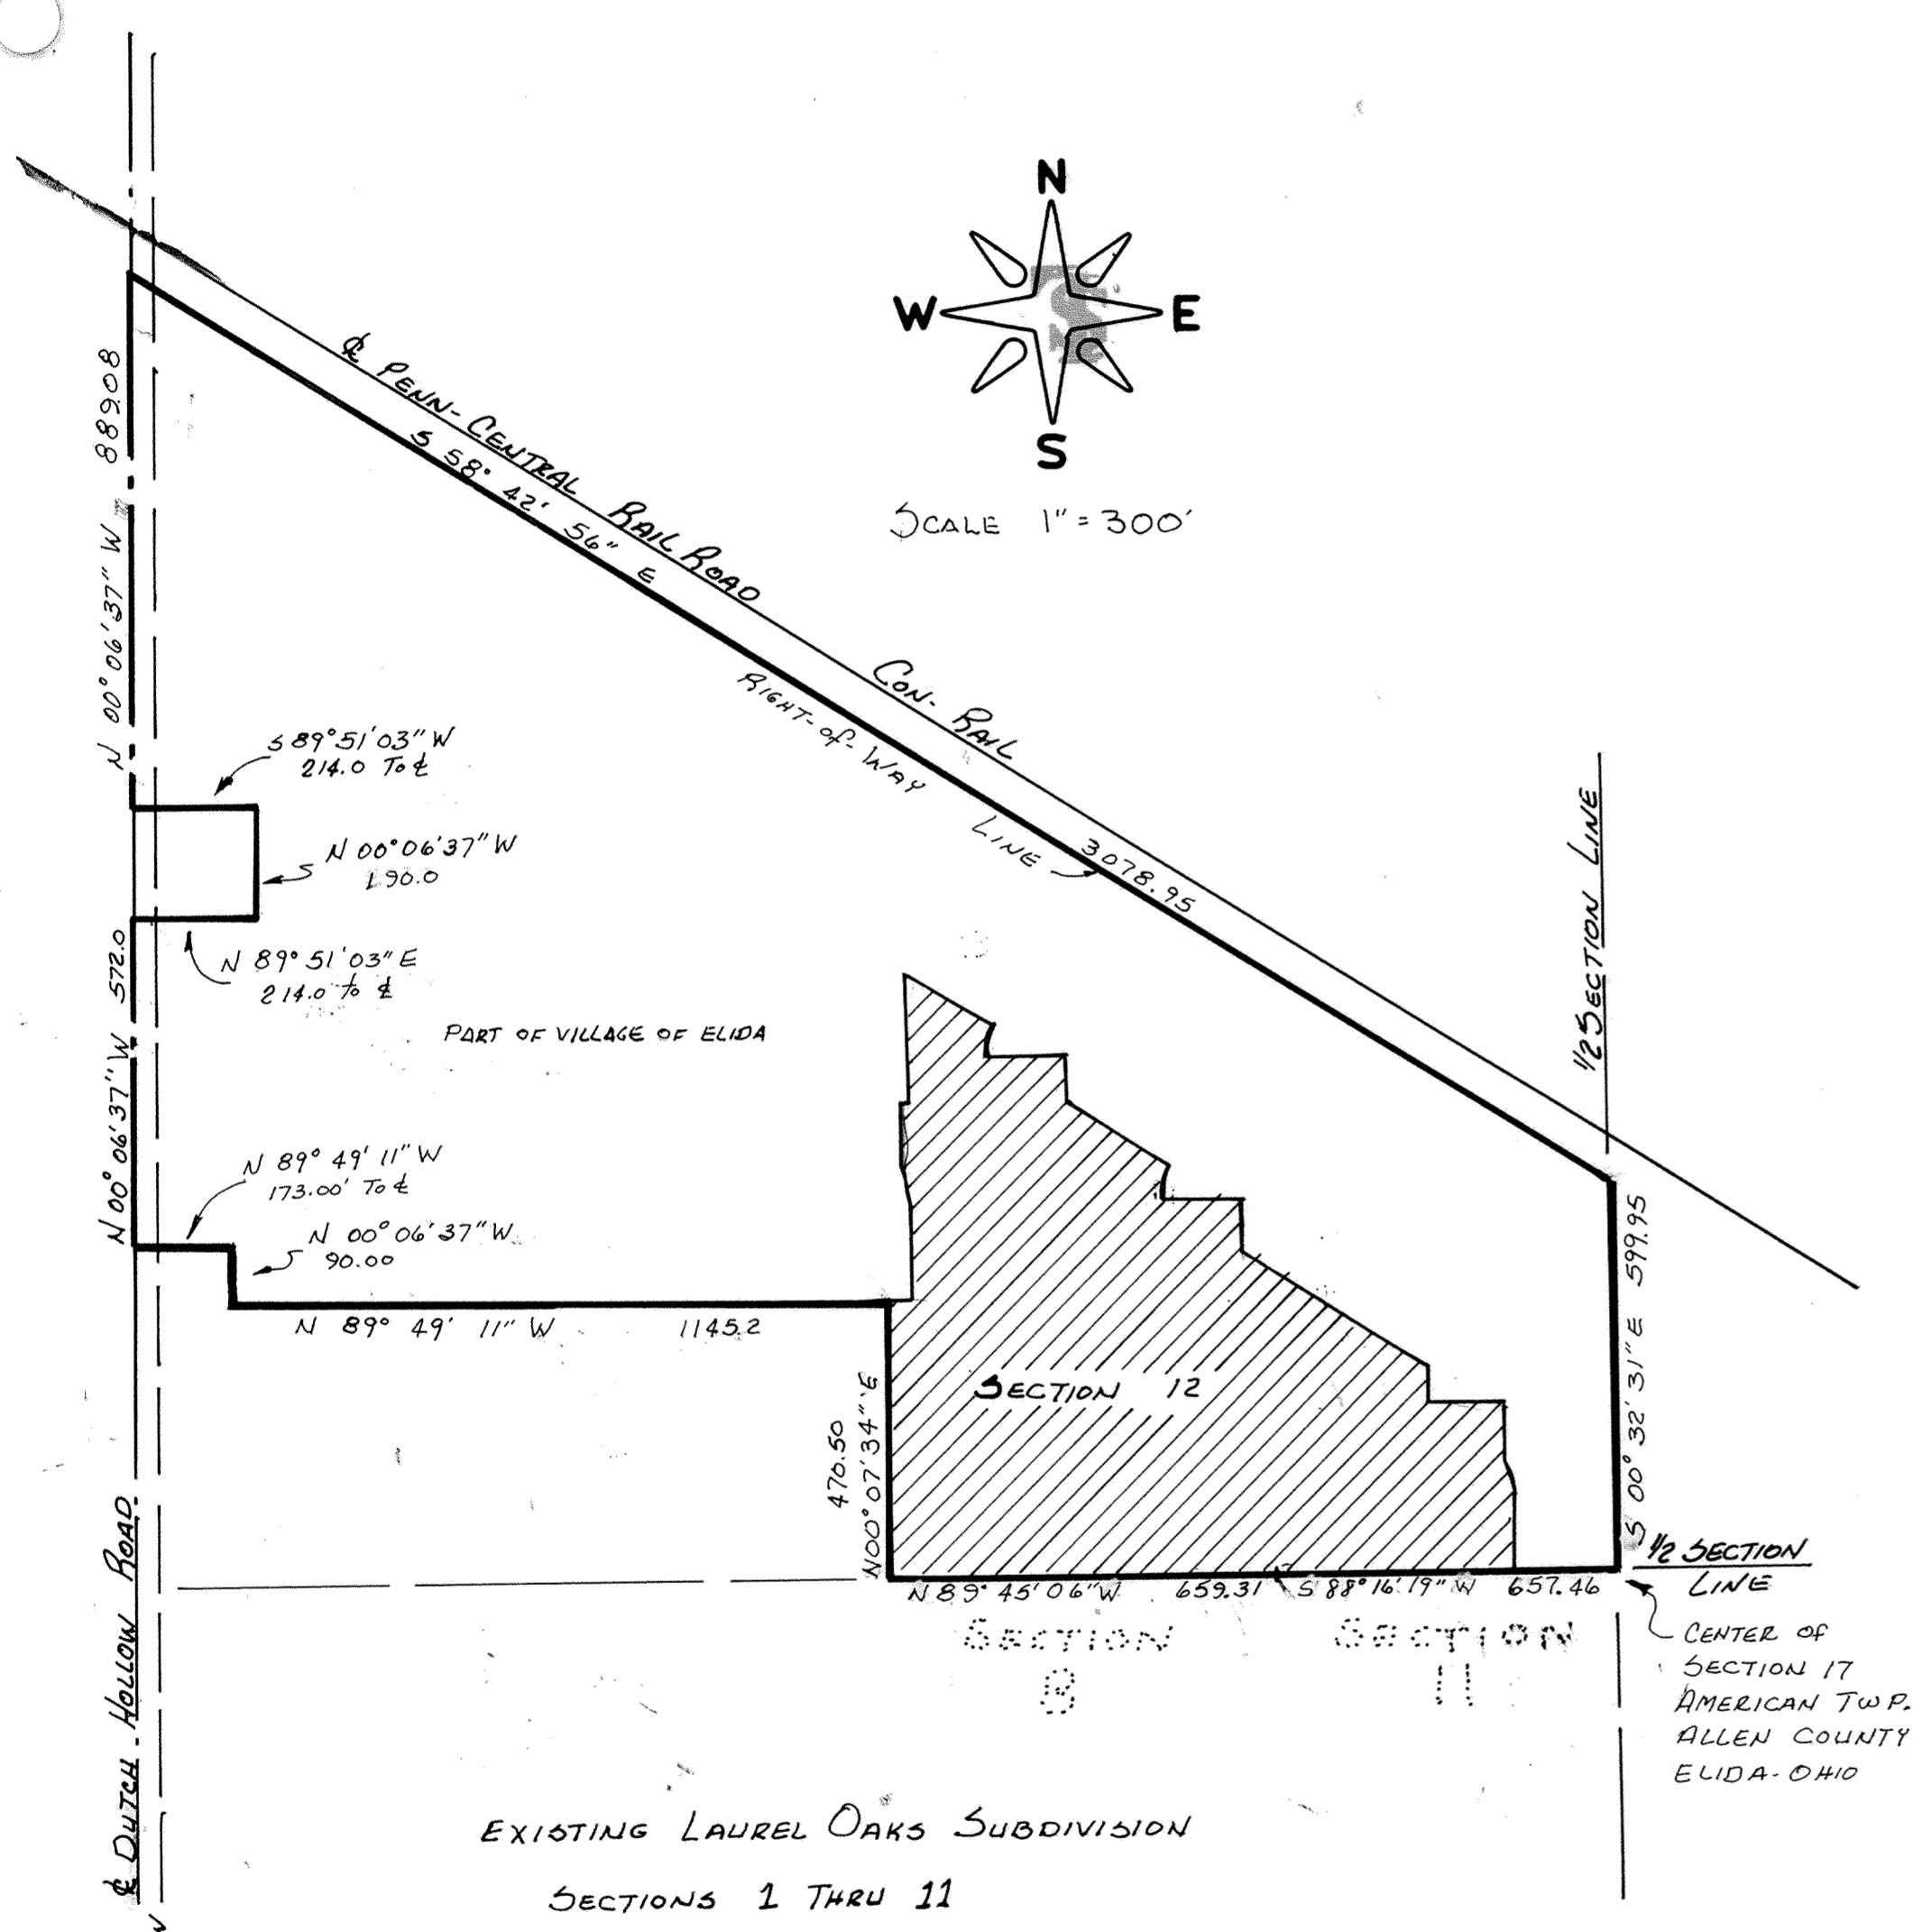 N
W
E
S
SCALE 1" = 300'
℄ PENN-CENTRAL RAIL ROAD
CON-RAIL
S 58° 42' 56" E
3078.95
RIGHT-of-WAY LINE
N 00° 06' 37" W 889.08
S 89° 51' 03" W
214.0 To ℄
N 00° 06' 37" W
190.0
N 89° 51' 03" E
214.0 to ℄
N 00° 06' 37" W 572.0
PART OF VILLAGE OF ELIDA
N 89° 49' 11" W
173.00' To ℄
N 00° 06' 37" W
90.00
N 89° 49' 11" W 1145.2
SECTION 12
470.50
N 00° 07' 34" E
1/2 SECTION LINE
S 00° 32' 31" E 599.95
N 89° 45' 06" W 659.31
S 88° 16' 19" W 657.46
1/2 SECTION
LINE
SECTION
SECTION
11
CENTER OF
SECTION 17
AMERICAN TWP.
ALLEN COUNTY
ELIDA-OHIO
℄ DUTCH-HOLLOW ROAD
EXISTING LAUREL OAKS SUBDIVISION
SECTIONS 1 THRU 11